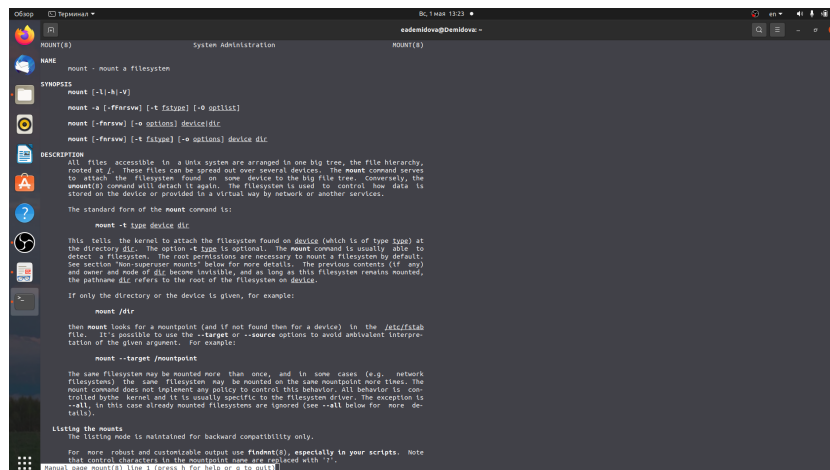 Обзор Терминал Вс, 1 мая 13:23 en
eademidova@Demidova: ~
MOUNT(8) System Administration MOUNT(8)
NAME
mount - mount a filesystem
SYNOPSIS
mount [-l|-h|-V]
mount -a [-fFnrsvw] [-t fstype] [-O optlist]
mount [-fnrsvw] [-o options] device|dir
mount [-fnrsvw] [-t fstype] [-o options] device dir
DESCRIPTION
All files accessible in a Unix system are arranged in one big tree, the file hierarchy,
rooted at /. These files can be spread out over several devices. The mount command serves
to attach the filesystem found on some device to the big file tree. Conversely, the
umount(8) command will detach it again. The filesystem is used to control how data is
stored on the device or provided in a virtual way by network or another services.
The standard form of the mount command is:
mount -t type device dir
This tells the kernel to attach the filesystem found on device (which is of type type) at
the directory dir. The option -t type is optional. The mount command is usually able to
detect a filesystem. The root permissions are necessary to mount a filesystem by default.
See section "Non-superuser mounts" below for more details. The previous contents (if any)
and owner and mode of dir become invisible, and as long as this filesystem remains mounted,
the pathname dir refers to the root of the filesystem on device.
If only the directory or the device is given, for example:
mount /dir
then mount looks for a mountpoint (and if not found then for a device) in the /etc/fstab
file. It's possible to use the --target or --source options to avoid ambivalent interpre-
tation of the given argument. For example:
mount --target /mountpoint
The same filesystem may be mounted more than once, and in some cases (e.g. network
filesystems) the same filesystem may be mounted on the same mountpoint more times. The
mount command does not implement any policy to control this behavior. All behavior is con-
trolled bythe kernel and it is usually specific to the filesystem driver. The exception is
--all, in this case already mounted filesystems are ignored (see --all below for more de-
tails).
Listing the mounts
The listing mode is maintained for backward compatibility only.
For more robust and customizable output use findmnt(8), especially in your scripts. Note
that control characters in the mountpoint name are replaced with '?'.
Manual page mount(8) line 1 (press h for help or q to quit)